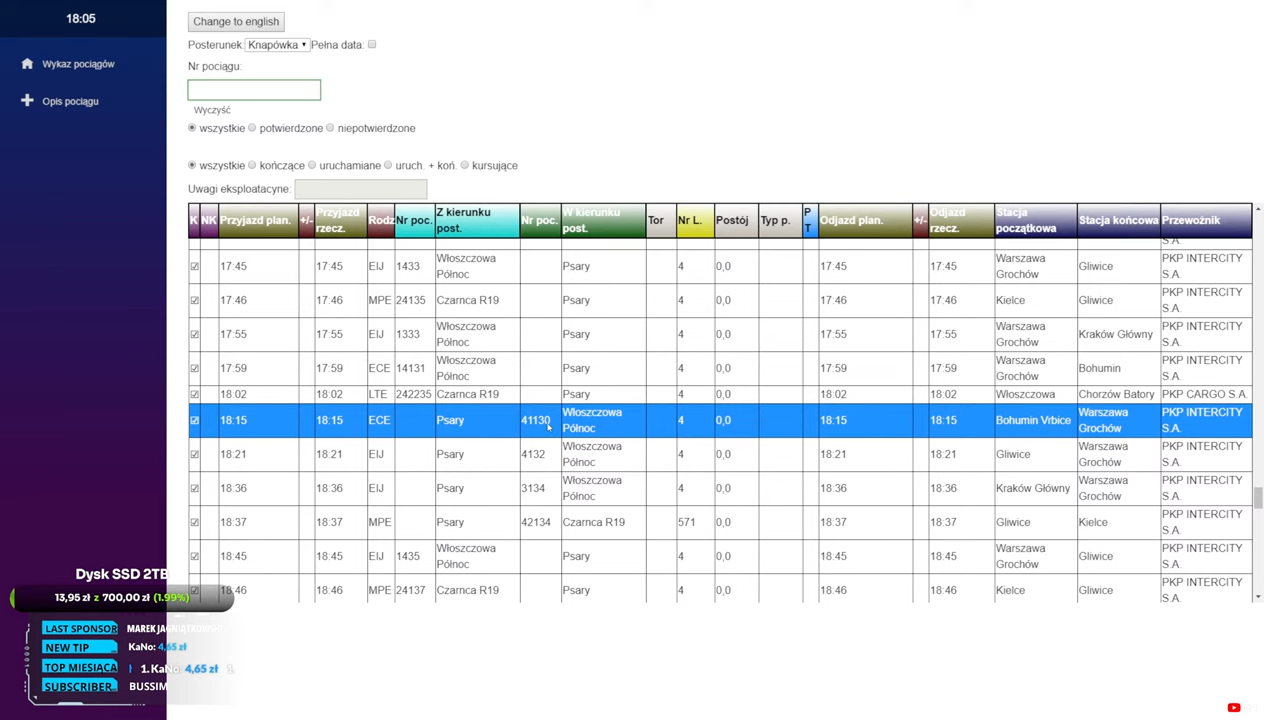 18:05
Wykaz pociągów
Opis pociągu
Change to english
Posterunek: Knapówka Pełna data:
Nr pociągu:
Wyczyść
wszystkie potwierdzone niepotwierdzone
wszystkie kończące uruchamiane uruch. + koń. kursujące
Uwagi eksploatacyne:
K NK Przyjazd plan. +/- Przyjazd rzecz. Rodz Nr poc. Z kierunku post. Nr poc. W kierunku post. Tor Nr L. Postój Typ p. P T Odjazd plan. +/- Odjazd rzecz. Stacja początkowa Stacja końcowa Przewoźnik
S.A.
17:45 17:45 EIJ 1433 Włoszczowa Północ Psary 4 0,0 17:45 17:45 Warszawa Grochów Gliwice PKP INTERCITY S.A.
17:46 17:46 MPE 24135 Czarnca R19 Psary 4 0,0 17:46 17:46 Kielce Gliwice PKP INTERCITY S.A.
17:55 17:55 EIJ 1333 Włoszczowa Północ Psary 4 0,0 17:55 17:55 Warszawa Grochów Kraków Główny PKP INTERCITY S.A.
17:59 17:59 ECE 14131 Włoszczowa Północ Psary 4 0,0 17:59 17:59 Warszawa Grochów Bohumin PKP INTERCITY S.A.
18:02 18:02 LTE 242235 Czarnca R19 Psary 4 0,0 18:02 18:02 Włoszczowa Chorzów Batory PKP CARGO S.A.
18:15 18:15 ECE Psary 41130 Włoszczowa Północ 4 0,0 18:15 18:15 Bohumin Vrbice Warszawa Grochów PKP INTERCITY S.A.
18:21 18:21 EIJ Psary 4132 Włoszczowa Północ 4 0,0 18:21 18:21 Gliwice Warszawa Grochów PKP INTERCITY S.A.
18:36 18:36 EIJ Psary 3134 Włoszczowa Północ 4 0,0 18:36 18:36 Kraków Główny Warszawa Grochów PKP INTERCITY S.A.
18:37 18:37 MPE Psary 42134 Czarnca R19 571 0,0 18:37 18:37 Gliwice Kielce PKP INTERCITY S.A.
18:45 18:45 EIJ 1435 Włoszczowa Północ Psary 4 0,0 18:45 18:45 Warszawa Grochów Gliwice PKP INTERCITY S.A.
18:46 18:46 MPE 24137 Czarnca R19 Psary 4 0,0 18:46 18:46 Kielce Gliwice PKP INTERCITY S.A.
Dysk SSD 2TB
13,95 zł z 700,00 zł (1.99%)
LAST SPONSOR MAREK
NEW TIP KaNo: 4,65 zł
TOP MIESIĄCA 1. KaNo: 4,65 zł 1.
SUBSCRIBER BUSSIM